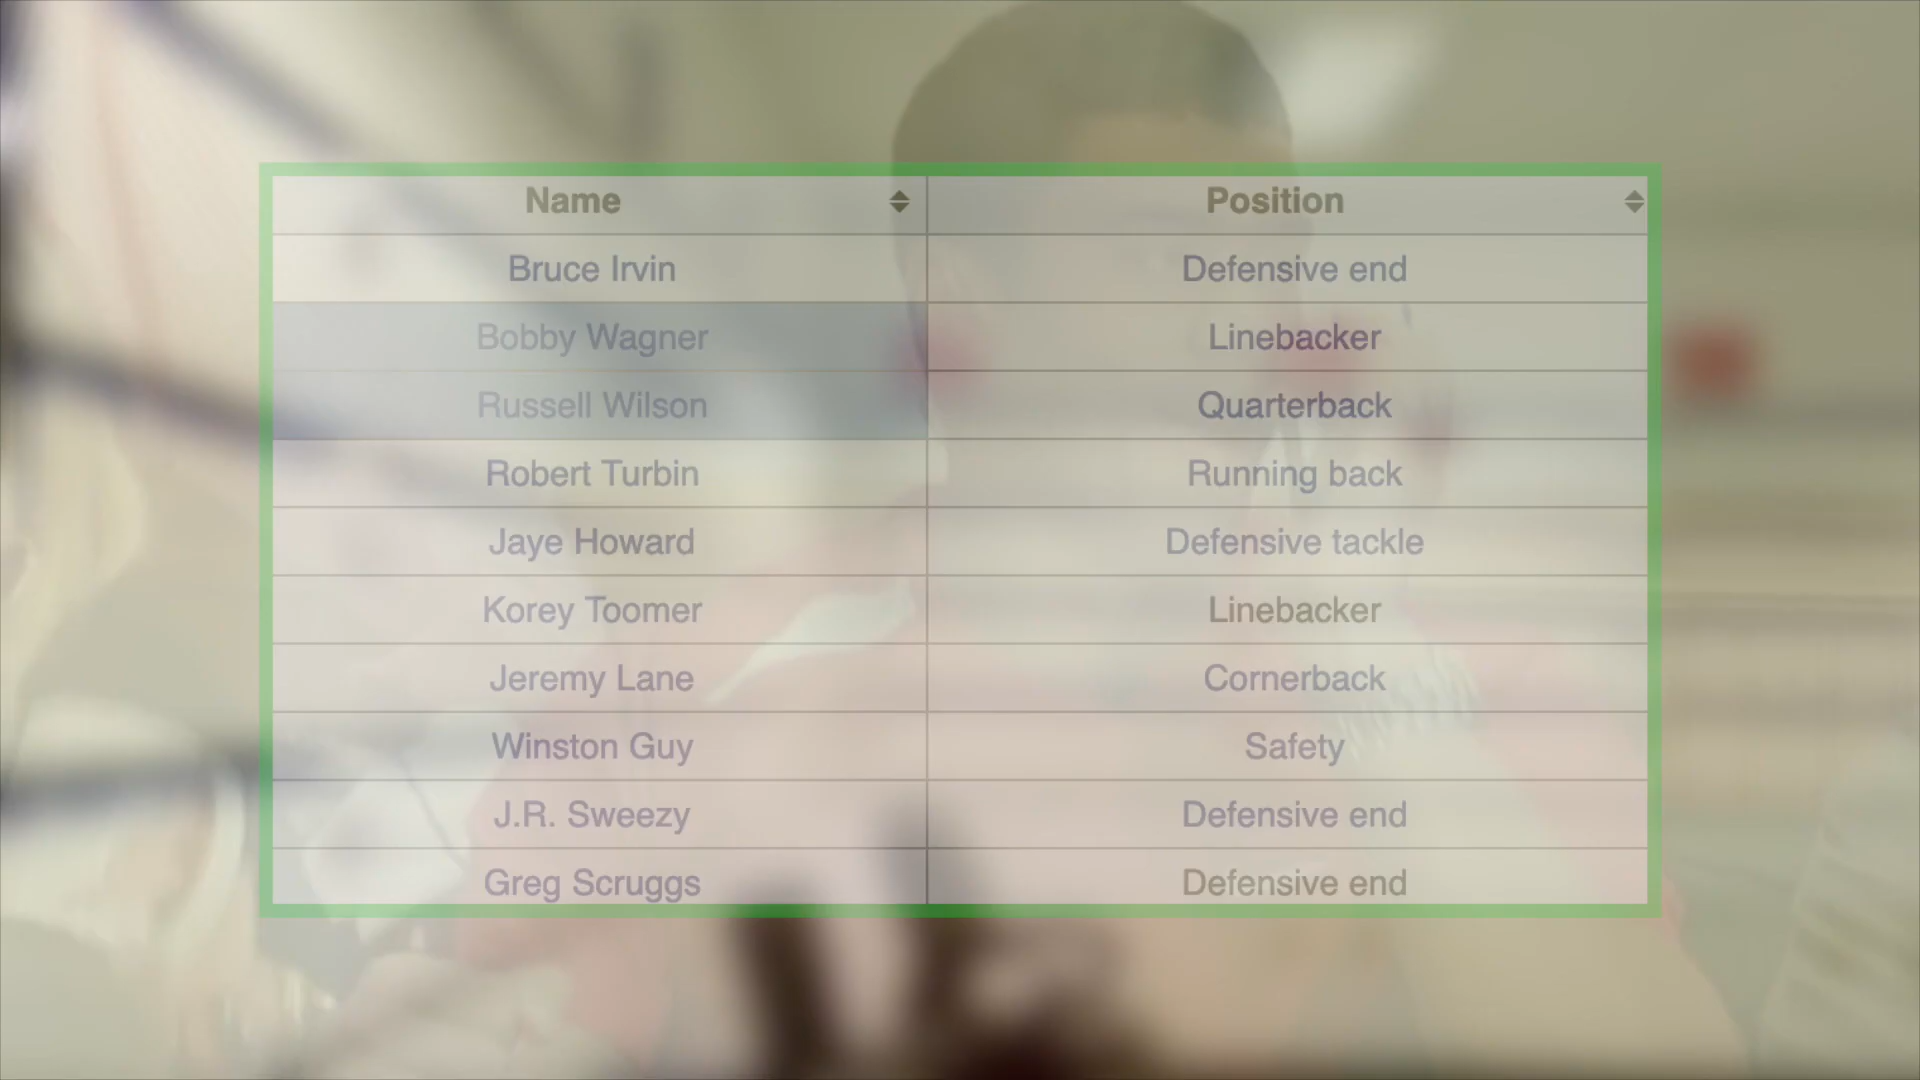 Name Position
Bruce Irvin Defensive end
Bobby Wagner Linebacker
Russell Wilson Quarterback
Robert Turbin Running back
Jaye Howard Defensive tackle
Korey Toomer Linebacker
Jeremy Lane Cornerback
Winston Guy Safety
J.R. Sweezy Defensive end
Greg Scruggs Defensive end